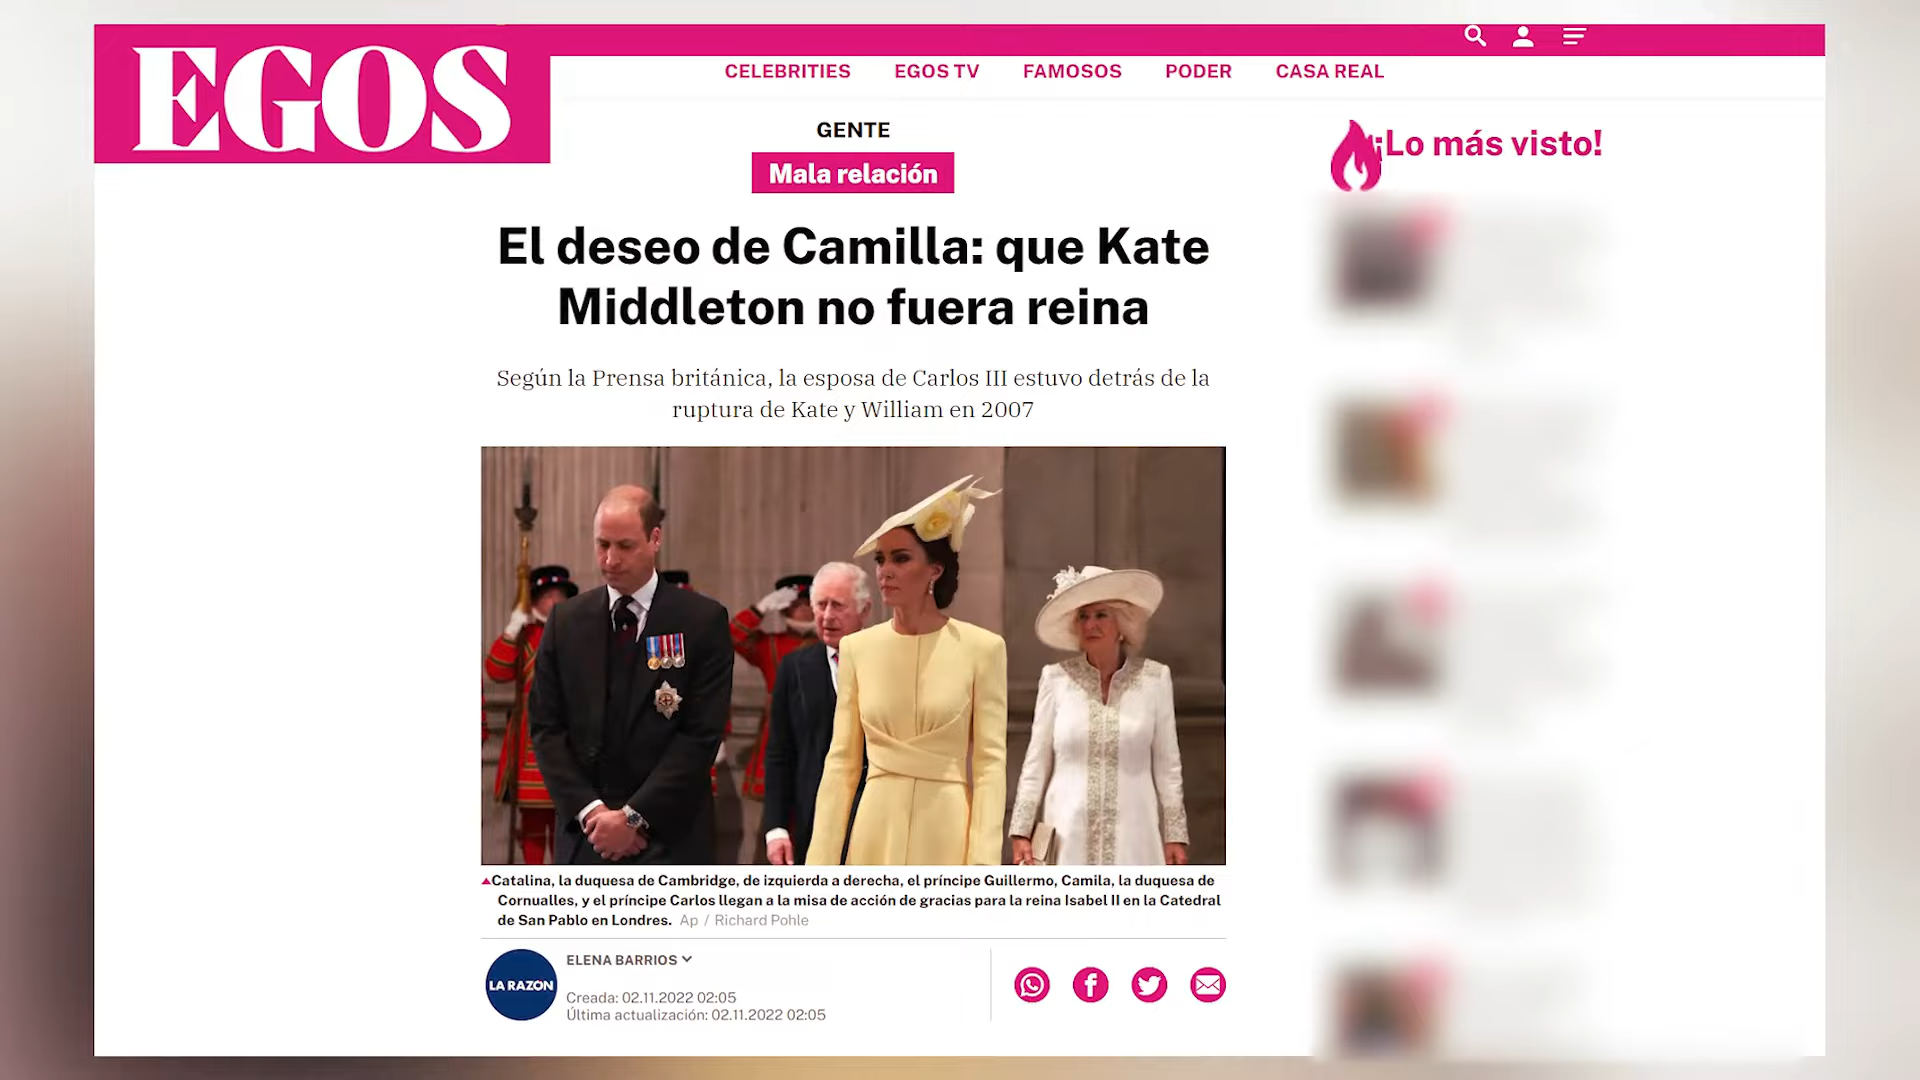 EGOS
CELEBRITIES EGOS TV FAMOSOS PODER CASA REAL
GENTE
Mala relación
El deseo de Camilla: que Kate
Middleton no fuera reina
Según la Prensa británica, la esposa de Carlos III estuvo detrás de la
ruptura de Kate y William en 2007
Catalina, la duquesa de Cambridge, de izquierda a derecha, el príncipe Guillermo, Camila, la duquesa de
Cornualles, y el príncipe Carlos llegan a la misa de acción de gracias para la reina Isabel II en la Catedral
de San Pablo en Londres. Ap / Richard Pohle
LA RAZON
ELENA BARRIOS
Creada: 02.11.2022 02:05
Última actualización: 02.11.2022 02:05
¡Lo más visto!